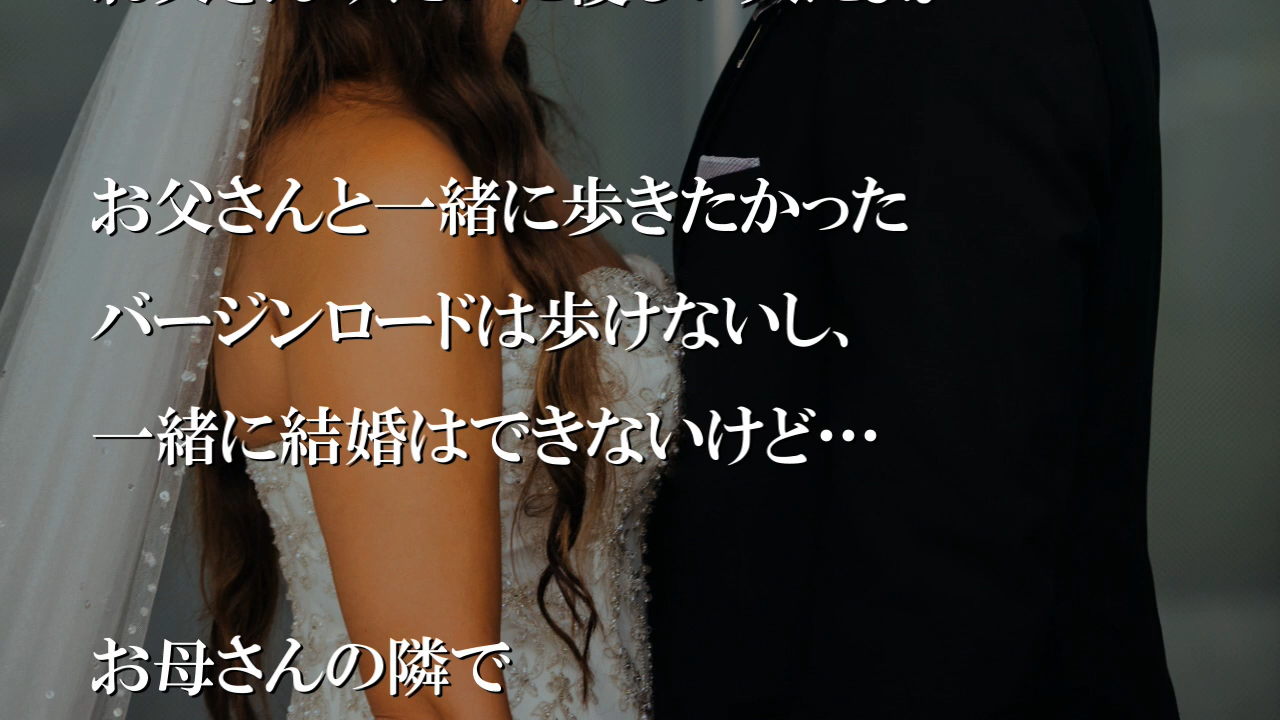 お父さんと一緒に歩きたかった
バージンロードは歩けないし、
一緒に結婚はできないけど…
お母さんの隣で